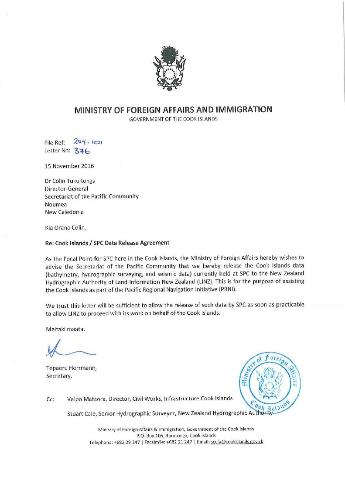 MINISTRY OF FOREIGN AFFAIRS AND IMMIGRATION
GOVERNMENT OF THE COOK ISLANDS
File Ref:
Letter No: 376
15 November 2016
Dr Colin Tukuitonga
Director-General
Secretariat of the Pacific Community
Noumea
New Caledonia
Kia Orana Colin,
Re: Cook Islands / SPC Data Release Agreement
As the Focal Point for SPC here in the Cook Islands, the Ministry of Foreign Affairs hereby wishes to
advise the Secretariat of the Pacific Community that we hereby release the Cook Islands data
(bathymetry, hydrographic surveying, and seismic data) currently held at SPC to the New Zealand
Hydrographic Authority of Land Information New Zealand (LINZ). This is for the purpose of assisting
the Cook Islands as part of the Pacific Regional Navigation Initiative (PRNI).
We trust this letter will be sufficient to allow the release of such data by SPC as soon as practicable
to allow LINZ to proceed with its work on behalf of the Cook Islands.
Meitaki maata,
Tepaeru Herrmann,
Secretary.
Ministry of Foreign Affairs
Cook Islands
Cc: Director, Civil Works, Infrastructure Cook Islands
Stuart Caie, Senior Hydrographic Surveyor, New Zealand Hydrographic Authority
Ministry of Foreign Affairs & Immigration, Government of the Cook Islands
P.O. Box 105, Rarotonga, Cook Islands
Telephone: +682 29 347 | Facsimile: +682 21 247 | Email: